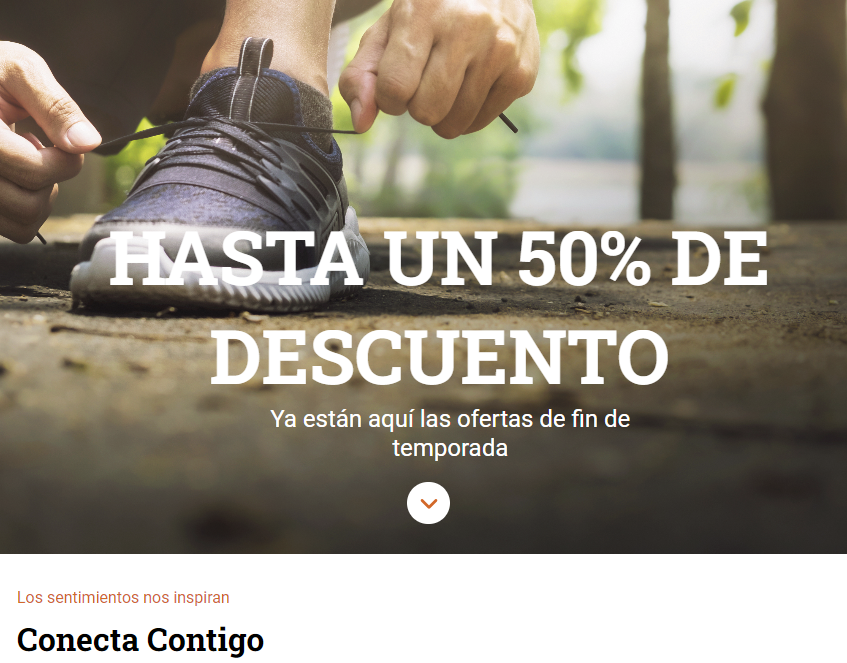 HASTA UN 50% DE
DESCUENTO
Ya están aquí las ofertas de fin de
temporada
Los sentimientos nos inspiran
Conecta Contigo